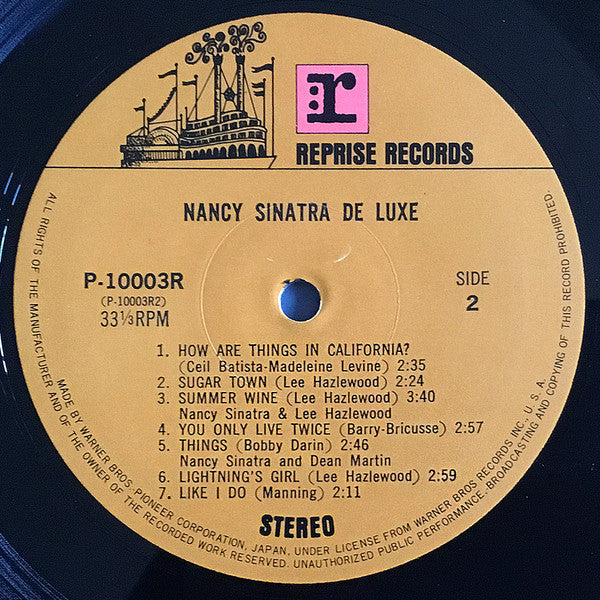 :r
REPRISE RECORDS
NANCY SINATRA DE LUXE
P-10003R
(P-10003R2)
33⅓RPM
SIDE
2
1. HOW ARE THINGS IN CALIFORNIA?
(Ceil Batista-Madeleine Levine) 2:35
2. SUGAR TOWN (Lee Hazlewood) 2:24
3. SUMMER WINE (Lee Hazlewood) 3:40
Nancy Sinatra & Lee Hazlewood
4. YOU ONLY LIVE TWICE (Barry-Bricusse) 2:57
5. THINGS (Bobby Darin) 2:46
Nancy Sinatra and Dean Martin
6. LIGHTNING'S GIRL (Lee Hazlewood) 2:59
7. LIKE I DO (Manning) 2:11
STEREO
ALL RIGHTS OF THE MANUFACTURER AND OF THE OWNER OF THE RECORDED WORK RESERVED. UNAUTHORIZED PUBLIC PERFORMANCE·BROADCASTING AND COPYING OF THIS RECORD PROHIBITED.
MADE BY WARNER BROS. PIONEER CORPORATION, JAPAN, UNDER LICENSE FROM WARNER BROS RECORDS INC., U.S.A.